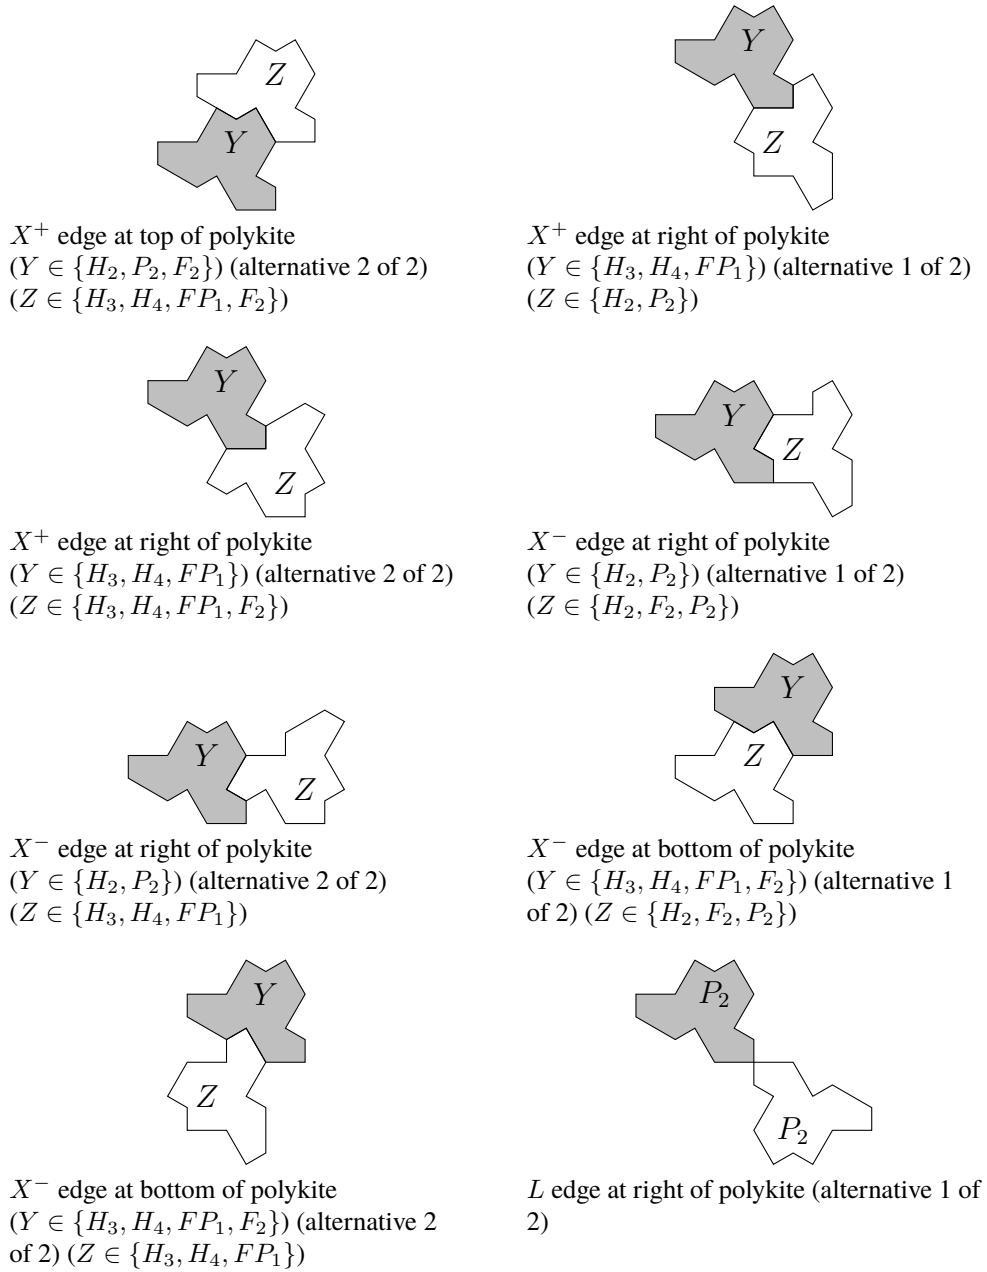 Z
Y
X⁺ edge at top of polykite
(Y ∈ {H₂, P₂, F₂}) (alternative 2 of 2)
(Z ∈ {H₃, H₄, FP₁, F₂})
Y
Z
X⁺ edge at right of polykite
(Y ∈ {H₃, H₄, FP₁}) (alternative 1 of 2)
(Z ∈ {H₂, P₂})
Y
Z
X⁺ edge at right of polykite
(Y ∈ {H₃, H₄, FP₁}) (alternative 2 of 2)
(Z ∈ {H₃, H₄, FP₁, F₂})
Y
Z
X⁻ edge at right of polykite
(Y ∈ {H₂, P₂}) (alternative 1 of 2)
(Z ∈ {H₂, F₂, P₂})
Y
Z
X⁻ edge at right of polykite
(Y ∈ {H₂, P₂}) (alternative 2 of 2)
(Z ∈ {H₃, H₄, FP₁})
Y
Z
X⁻ edge at bottom of polykite
(Y ∈ {H₃, H₄, FP₁, F₂}) (alternative 1
of 2) (Z ∈ {H₂, F₂, P₂})
Y
Z
X⁻ edge at bottom of polykite
(Y ∈ {H₃, H₄, FP₁, F₂}) (alternative 2
of 2) (Z ∈ {H₃, H₄, FP₁})
P₂
P₂
L edge at right of polykite (alternative 1 of
2)